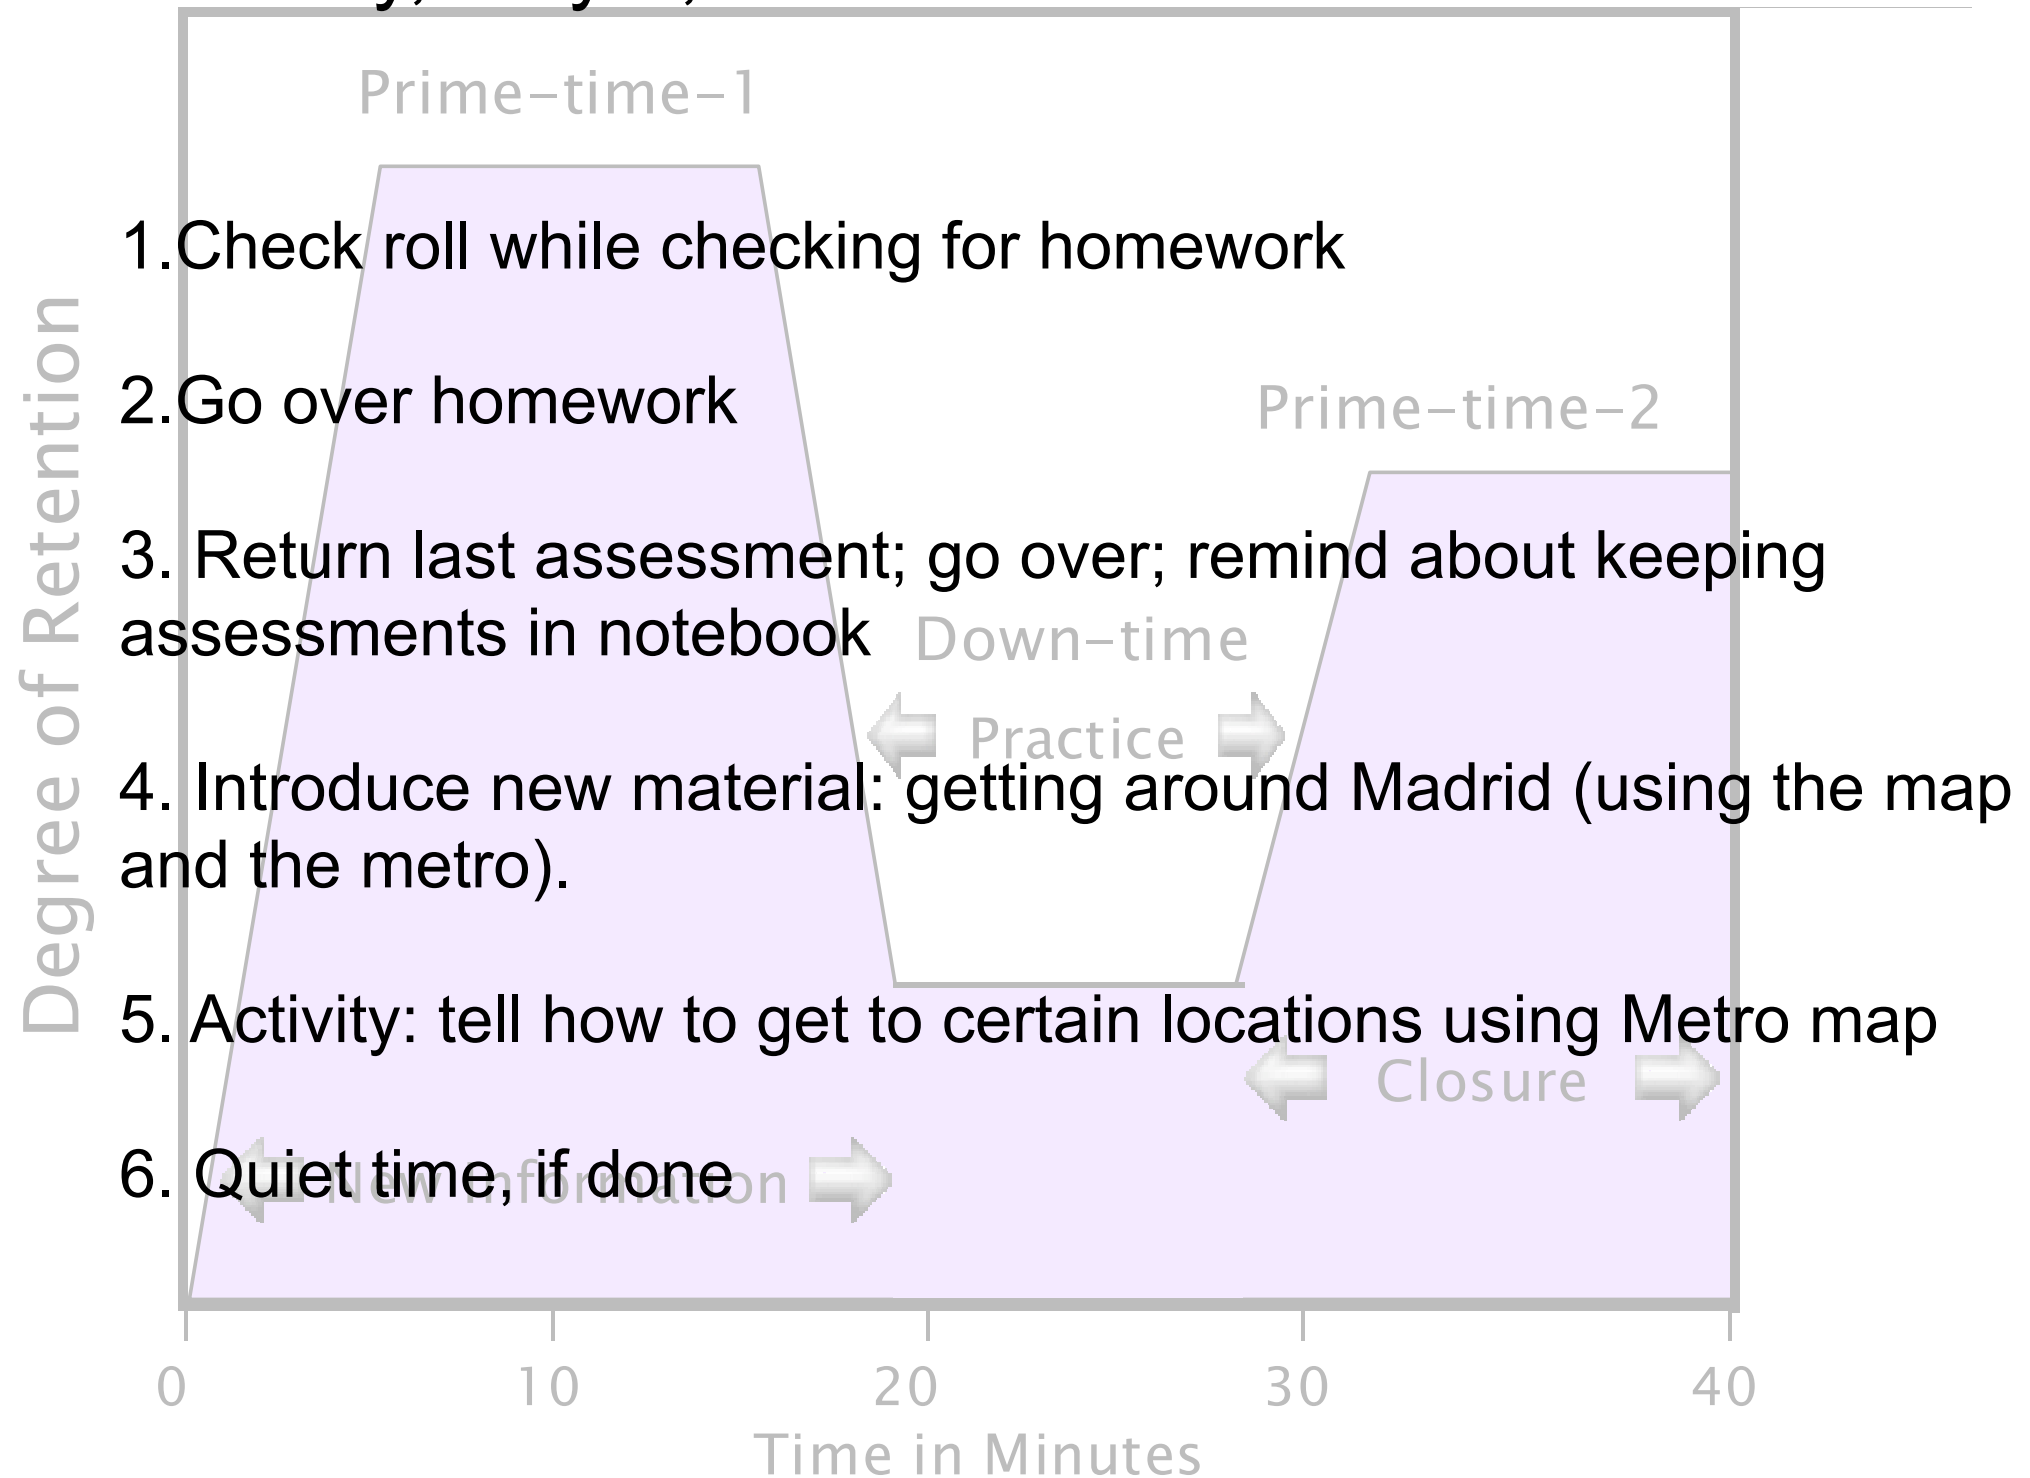 Prime-time-1
1.Check roll while checking for homework
2.Go over homework
Prime-time-2
3. Return last assessment; go over; remind about keeping
assessments in notebook
Down-time
Practice
4. Introduce new material: getting around Madrid (using the map
and the metro).
5. Activity: tell how to get to certain locations using Metro map
Closure
6. Quiet time, if done
New Information
Degree of Retention
0 10 20 30 40
Time in Minutes